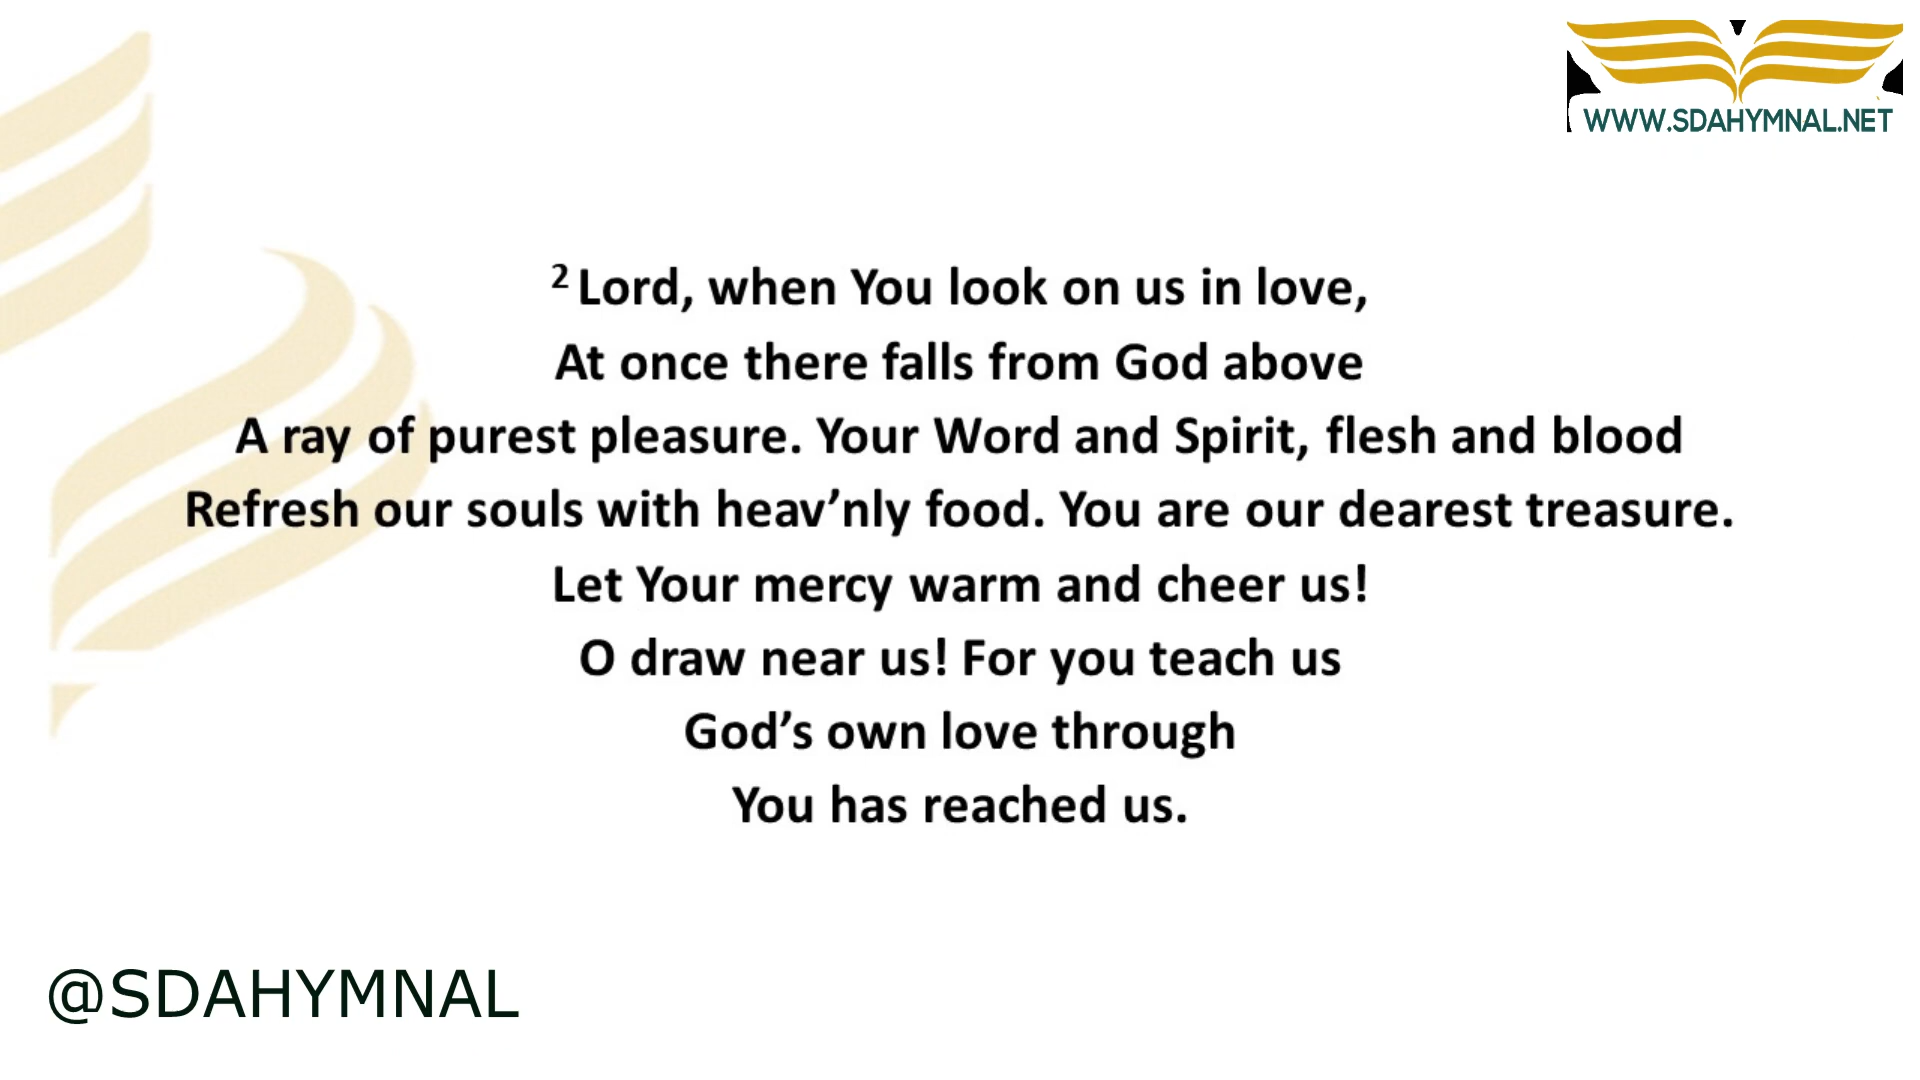 WWW.SDAHYMNAL.NET
2 Lord, when You look on us in love,
At once there falls from God above
A ray of purest pleasure. Your Word and Spirit, flesh and blood
Refresh our souls with heav’nly food. You are our dearest treasure.
Let Your mercy warm and cheer us!
O draw near us! For you teach us
God’s own love through
You has reached us.
@SDAHYMNAL